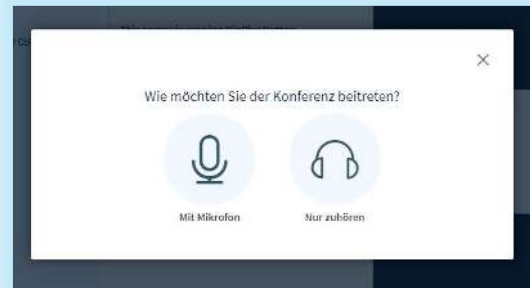 Wie möchten Sie der Konferenz beitreten?
Mit Mikrofon
Nur zuhören